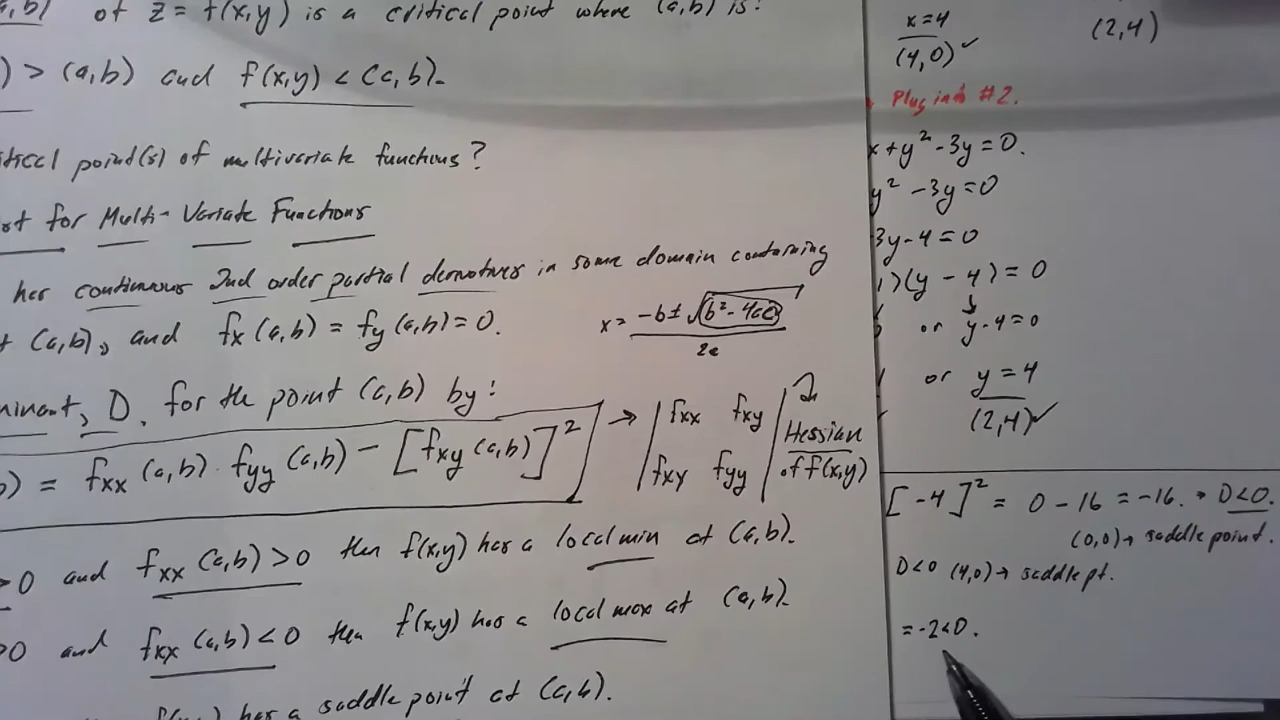 of z = f(x,y) is a critical point where (a,b) is:
) > (a,b) and f(x,y) < (a,b).
point(s) of multivariate functions?
for Multi-Variate Functions
has continuous 2nd order partial derivatives in some domain containing
(a,b), and fx (a,b) = fy (a,b) = 0.
x = -b ± √b² - 4ac / 2a
D, for the point (a,b) by:
) = fxx (a,b) · fyy (a,b) - [fxy (a,b)]² → | fxx fxy |
| fxy fyy |
Hessian
of f(x,y)
>0 and fxx (a,b) > 0 then f(x,y) has a local min at (a,b).
>0 and fxx (a,b) < 0 then f(x,y) has a local max at (a,b).
has a saddle point at (a,b).
x = 4
(4,0) ✓
(2,4)
Plug into #2.
x + y² - 3y = 0.
y² - 3y = 0
3y - 4 = 0
)(y - 4) = 0
or y - 4 = 0
or y = 4
(2,4) ✓
[-4]² = 0 - 16 = -16. → D<0.
(0,0) → saddle point.
D<0 (4,0) → saddle pt.
= -2<0.